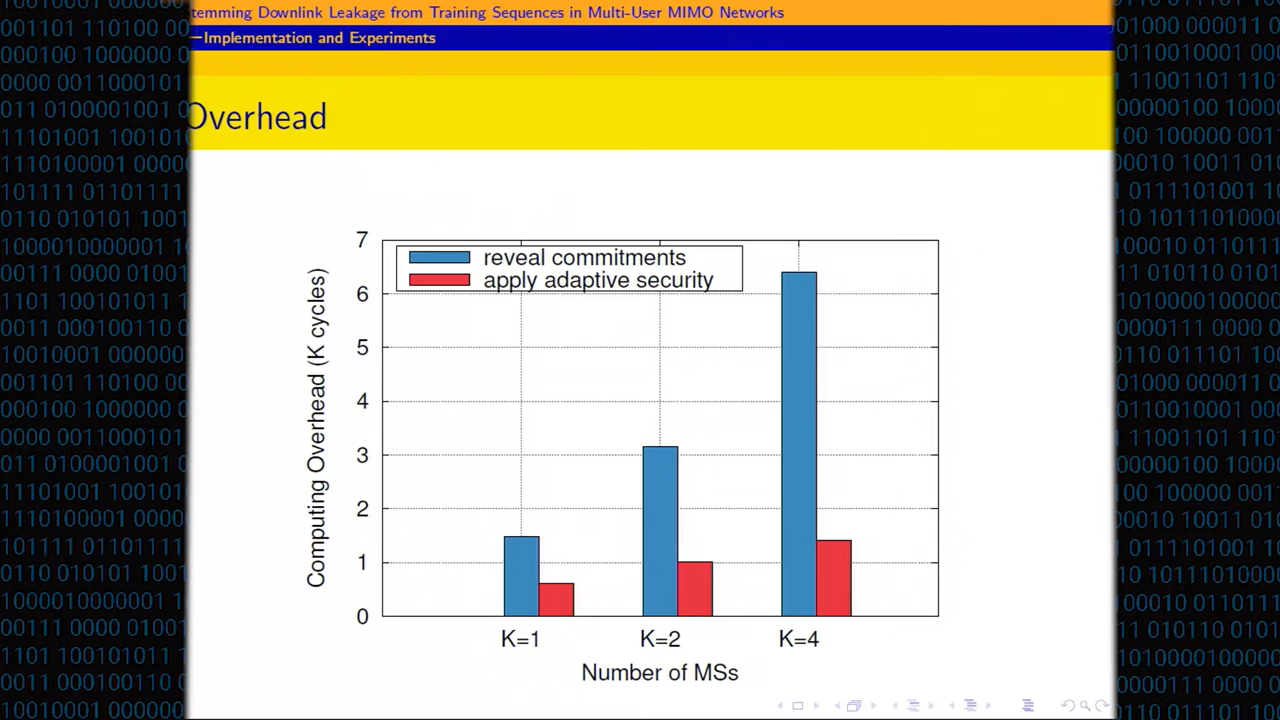 temming Downlink Leakage from Training Sequences in Multi-User MIMO Networks
—Implementation and Experiments
Overhead
7
6
5
4
3
2
1
0
Computing Overhead (K cycles)
reveal commitments
apply adaptive security
K=1 K=2 K=4
Number of MSs